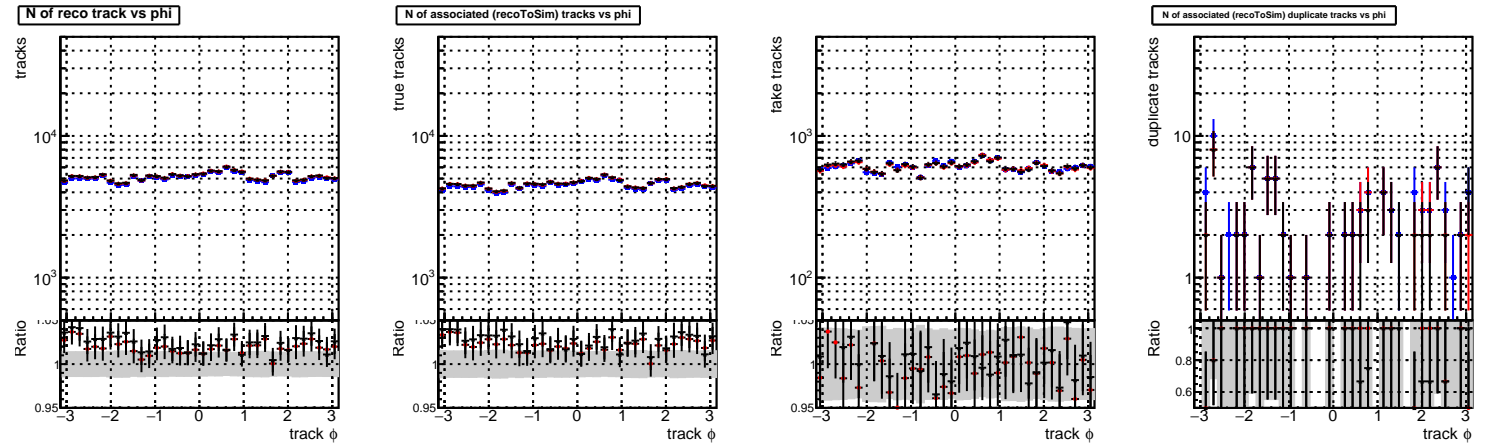 N of reco track vs phi
tracks
10⁴
10³
Ratio
1.05
1
0.95
−3 −2 −1 0 1 2 3
track ϕ
N of associated (recoToSim) tracks vs phi
true tracks
10⁴
10³
Ratio
1.05
1
0.95
−3 −2 −1 0 1 2 3
track ϕ
fake tracks
10³
10²
Ratio
1.05
1
0.95
−3 −2 −1 0 1 2 3
track ϕ
N of associated (recoToSim) duplicate tracks vs phi
duplicate tracks
10
1
Ratio
1
0.8
0.6
−3 −2 −1 0 1 2 3
track ϕ